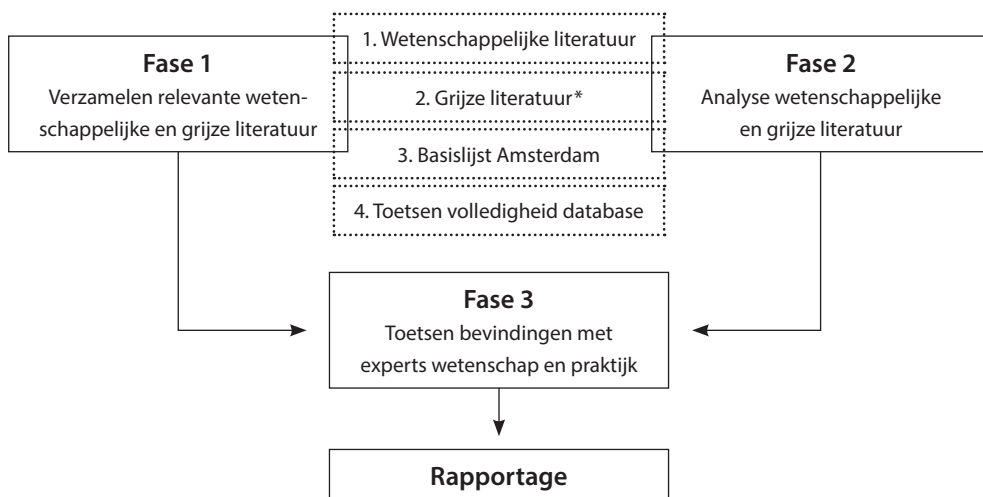 Fase 1
Verzamelen relevante weten-
schappelijke en grijze literatuur
1. Wetenschappelijke literatuur
2. Grijze literatuur*
3. Basislijst Amsterdam
4. Toetsen volledigheid database
Fase 2
Analyse wetenschappelijke
en grijze literatuur
Fase 3
Toetsen bevindingen met
experts wetenschap en praktijk
Rapportage